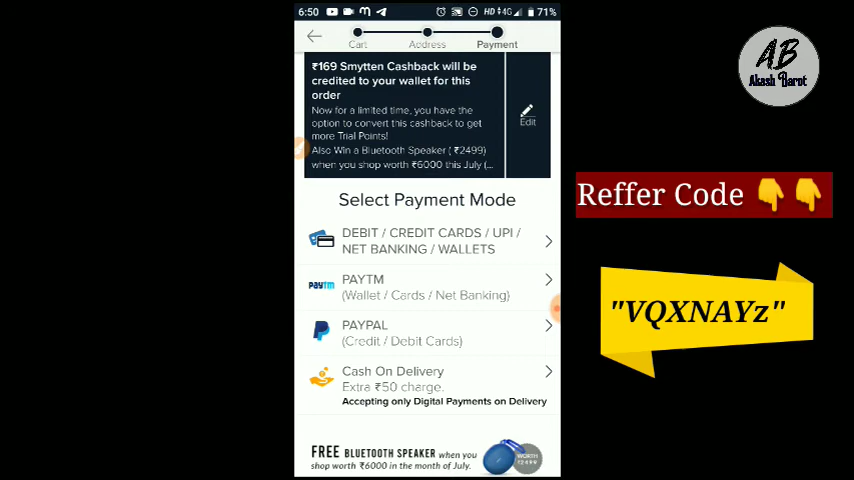 6:50
HD 4G 71%
Cart Address Payment
₹169 Smytten Cashback will be
credited to your wallet for this
order
Now for a limited time, you have the
option to convert this cashback to get
more Trial Points!
Also Win a Bluetooth Speaker ( ₹2499)
when you shop worth ₹6000 this July (...
Edit
Select Payment Mode
DEBIT / CREDIT CARDS / UPI /
NET BANKING / WALLETS
paytm
PAYTM
(Wallet / Cards / Net Banking)
PAYPAL
(Credit / Debit Cards)
Cash On Delivery
Extra ₹50 charge.
Accepting only Digital Payments on Delivery
FREE BLUETOOTH SPEAKER when you
shop worth ₹6000 in the month of July.
WORTH
₹2499
AB
Akash Barot
Reffer Code 👇👇
"VQXNAYz"